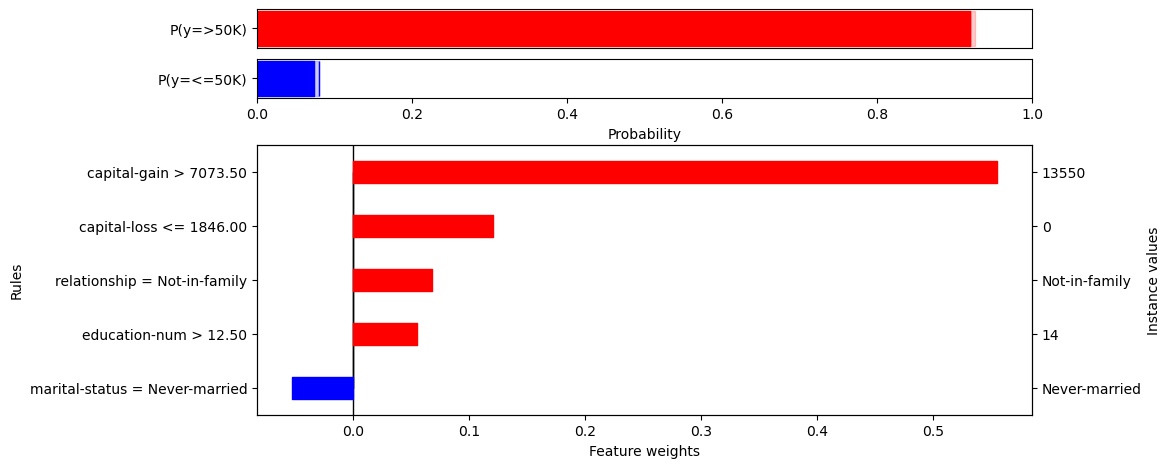 P(y=>50K)
P(y=<=50K)
0.0 0.2 0.4 0.6 0.8 1.0
Probability
capital-gain > 7073.50 13550
capital-loss <= 1846.00 0
relationship = Not-in-family Not-in-family
education-num > 12.50 14
marital-status = Never-married Never-married
Rules
Instance values
0.0 0.1 0.2 0.3 0.4 0.5
Feature weights